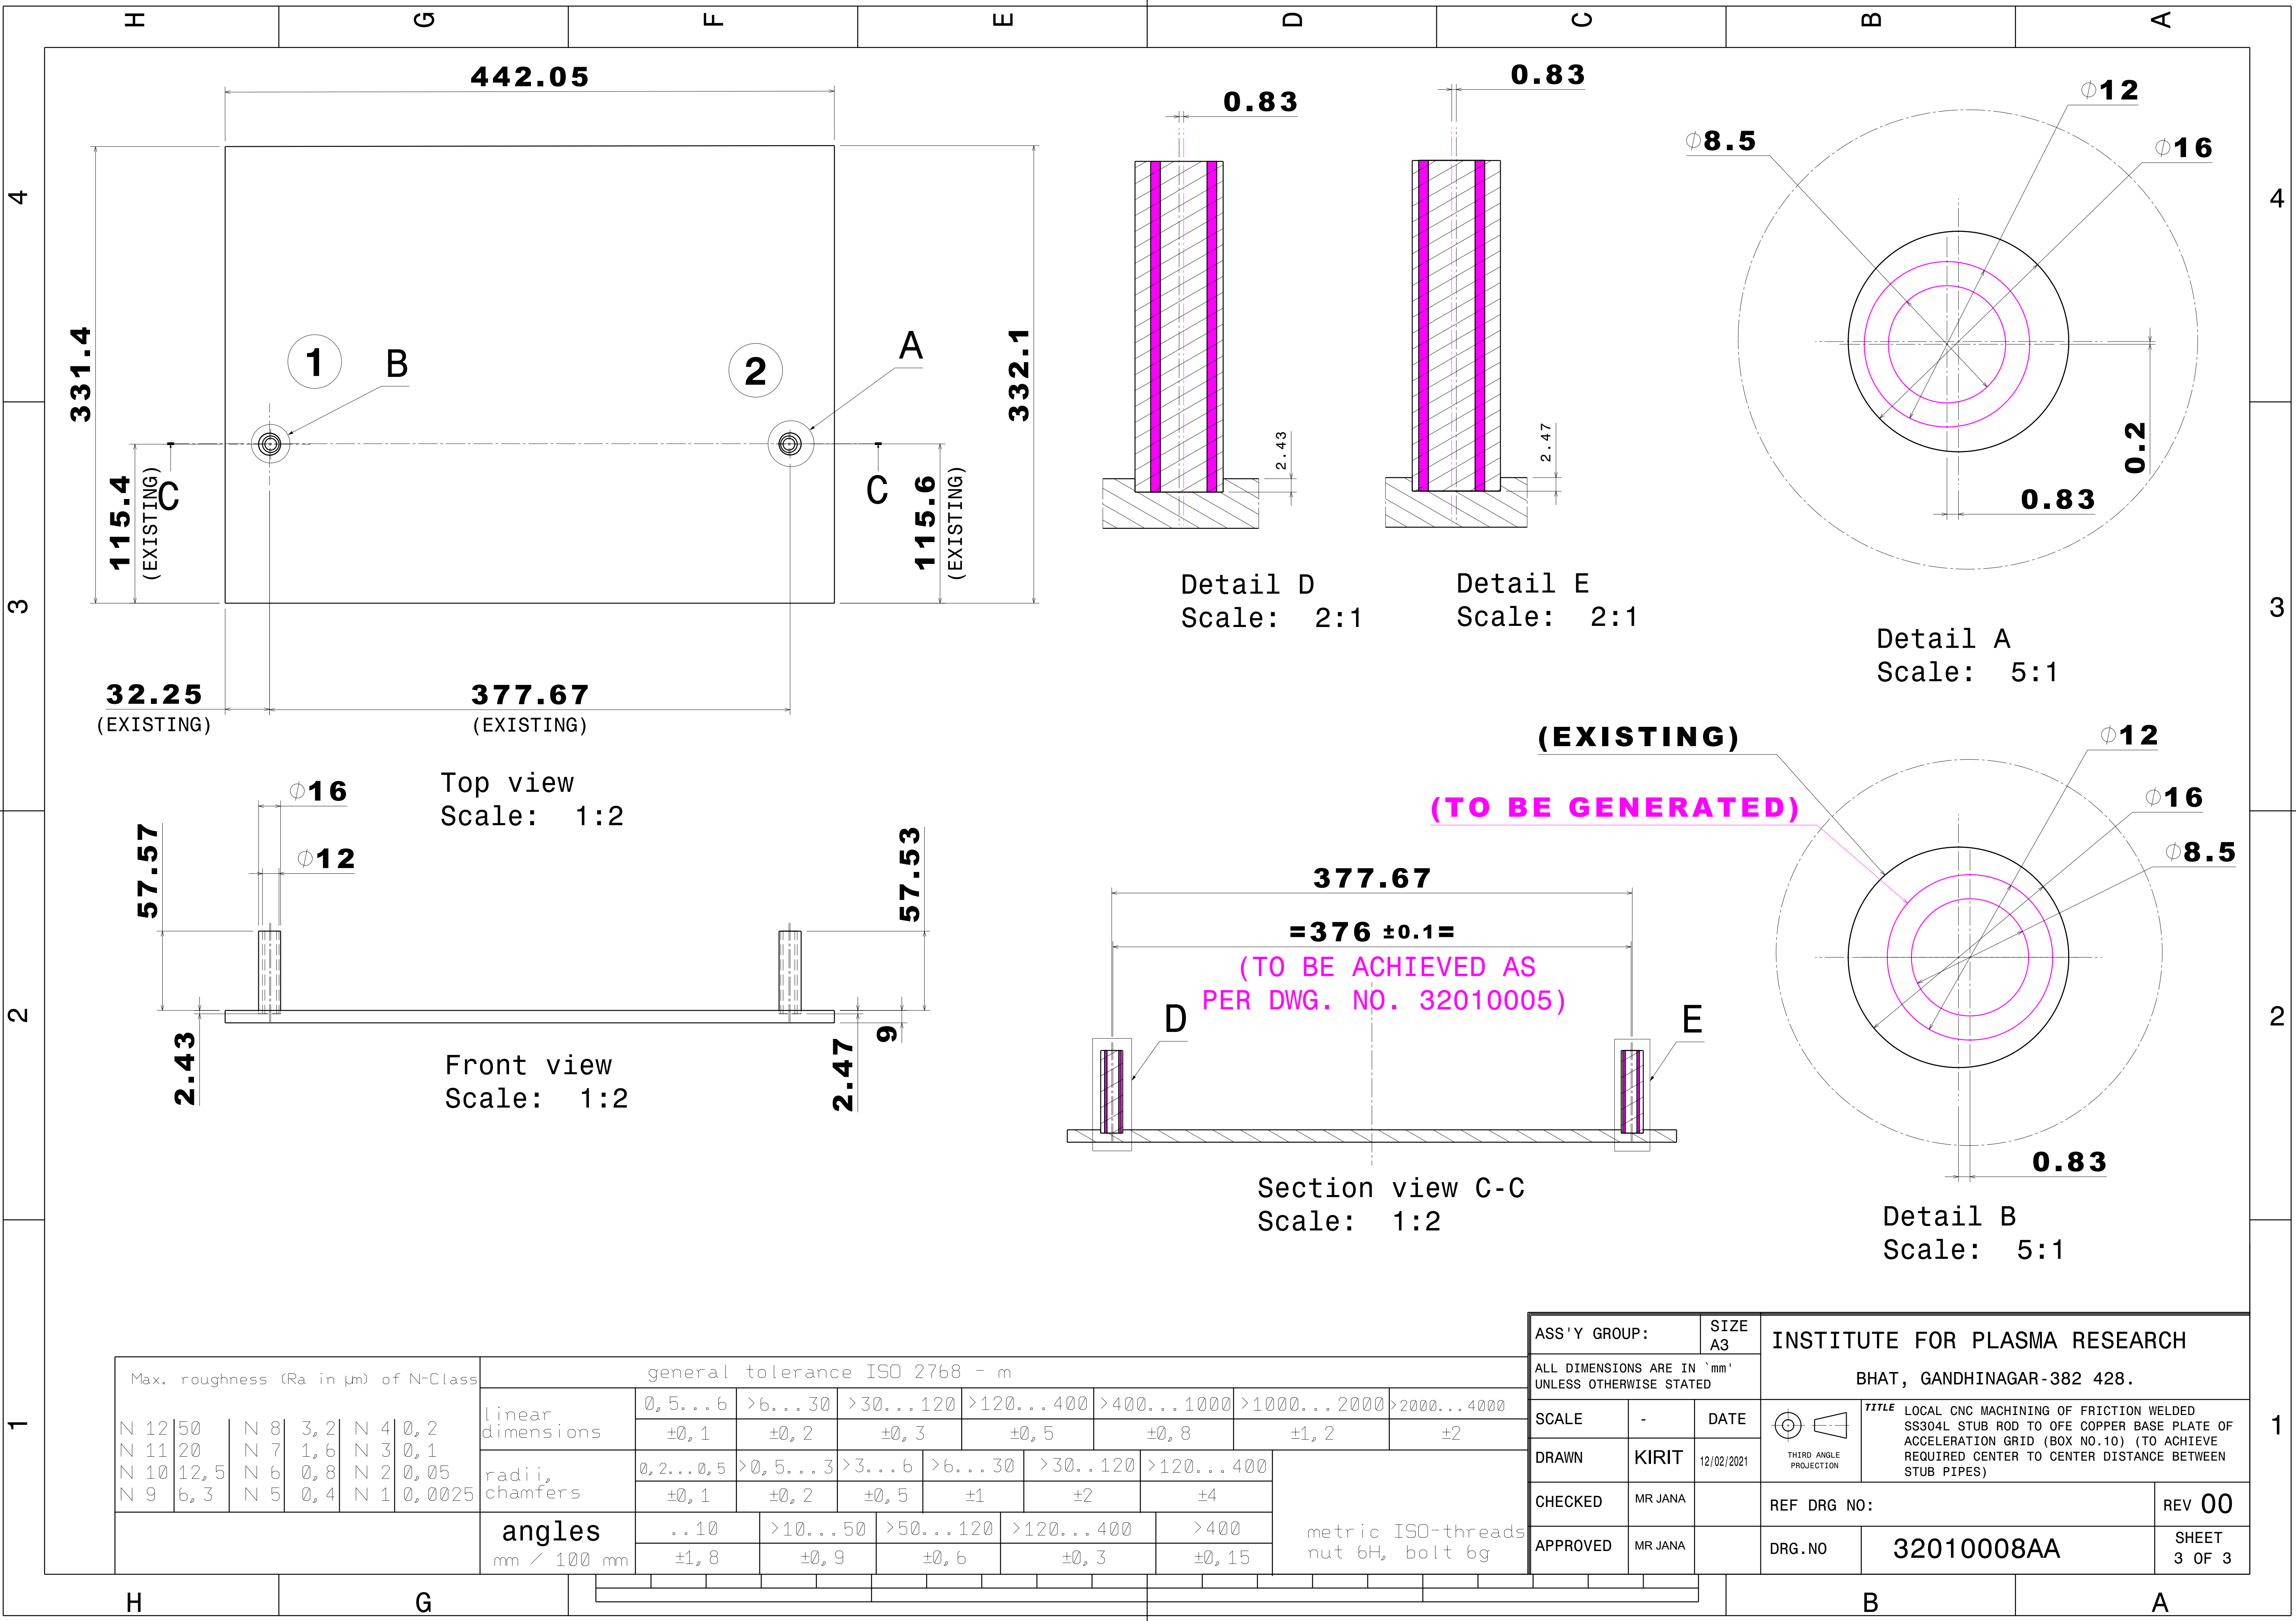 H G F E D C B A
4
3
2
1
4
3
2
1
442.05
331.4
332.1
1
B
2
A
C
C
115.4
(EXISTING)
115.6
(EXISTING)
32.25
(EXISTING)
377.67
(EXISTING)
Top view
Scale: 1:2
0.83
2.43
Detail D
Scale: 2:1
0.83
2.47
Detail E
Scale: 2:1
∅8.5
∅12
∅16
0.2
0.83
Detail A
Scale: 5:1
∅16
∅12
57.57
57.53
2.43
2.47
9
Front view
Scale: 1:2
377.67
=376 ±0.1=
(TO BE ACHIEVED AS
PER DWG. NO. 32010005)
D
E
Section view C-C
Scale: 1:2
(EXISTING)
(TO BE GENERATED)
∅12
∅16
∅8.5
0.83
Detail B
Scale: 5:1
Max. roughness (Ra in µm) of N-Class
N 12 50 N 8 3,2 N 4 0,2
N 11 20 N 7 1,6 N 3 0,1
N 10 12,5 N 6 0,8 N 2 0,05
N 9 6,3 N 5 0,4 N 1 0,0025
general tolerance ISO 2768 - m
linear
dimensions
0,5...6 >6...30 >30...120 >120...400 >400...1000 >1000...2000 >2000...4000
±0,1 ±0,2 ±0,3 ±0,5 ±0,8 ±1,2 ±2
radii,
chamfers
0,2...0,5 >0,5...3 >3...6 >6...30 >30..120 >120...400
±0,1 ±0,2 ±0,5 ±1 ±2 ±4
angles
mm / 100 mm
..10 >10...50 >50...120 >120...400 >400
±1,8 ±0,9 ±0,6 ±0,3 ±0,15
metric ISO-threads
nut 6H, bolt 6g
ASS'Y GROUP:
SIZE
A3
ALL DIMENSIONS ARE IN `mm'
UNLESS OTHERWISE STATED
SCALE - DATE
DRAWN KIRIT 12/02/2021
CHECKED MR JANA
APPROVED MR JANA
INSTITUTE FOR PLASMA RESEARCH
BHAT, GANDHINAGAR-382 428.
THIRD ANGLE
PROJECTION
TITLE LOCAL CNC MACHINING OF FRICTION WELDED
SS304L STUB ROD TO OFE COPPER BASE PLATE OF
ACCELERATION GRID (BOX NO.10) (TO ACHIEVE
REQUIRED CENTER TO CENTER DISTANCE BETWEEN
STUB PIPES)
REF DRG NO:
REV 00
DRG.NO 32010008AA
SHEET
3 OF 3
H G B A